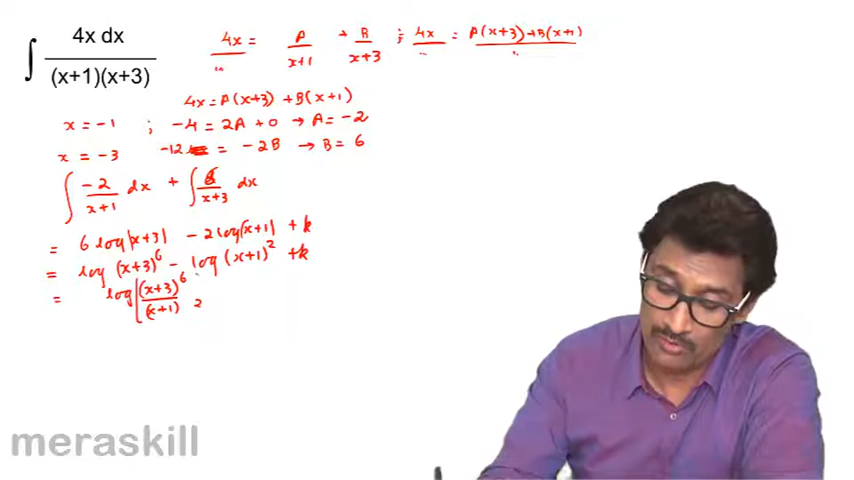 ∫ 4x dx / (x+1)(x+3)
4x/" = A/x+1 + B/x+3 ; 4x/" = A(x+3)+B(x+1)/"
4x = A(x+3) + B(x+1)
x = -1 ; -4 = 2A + 0 → A = -2
x = -3 -12 = -2B → B = 6
∫ -2/x+1 dx + ∫ 6/x+3 dx
= 6 log|x+3| - 2 log|x+1| + k
= log (x+3)^6 - log (x+1)^2 + k
= log [(x+3)^6 / (x+1) 2
meraskill